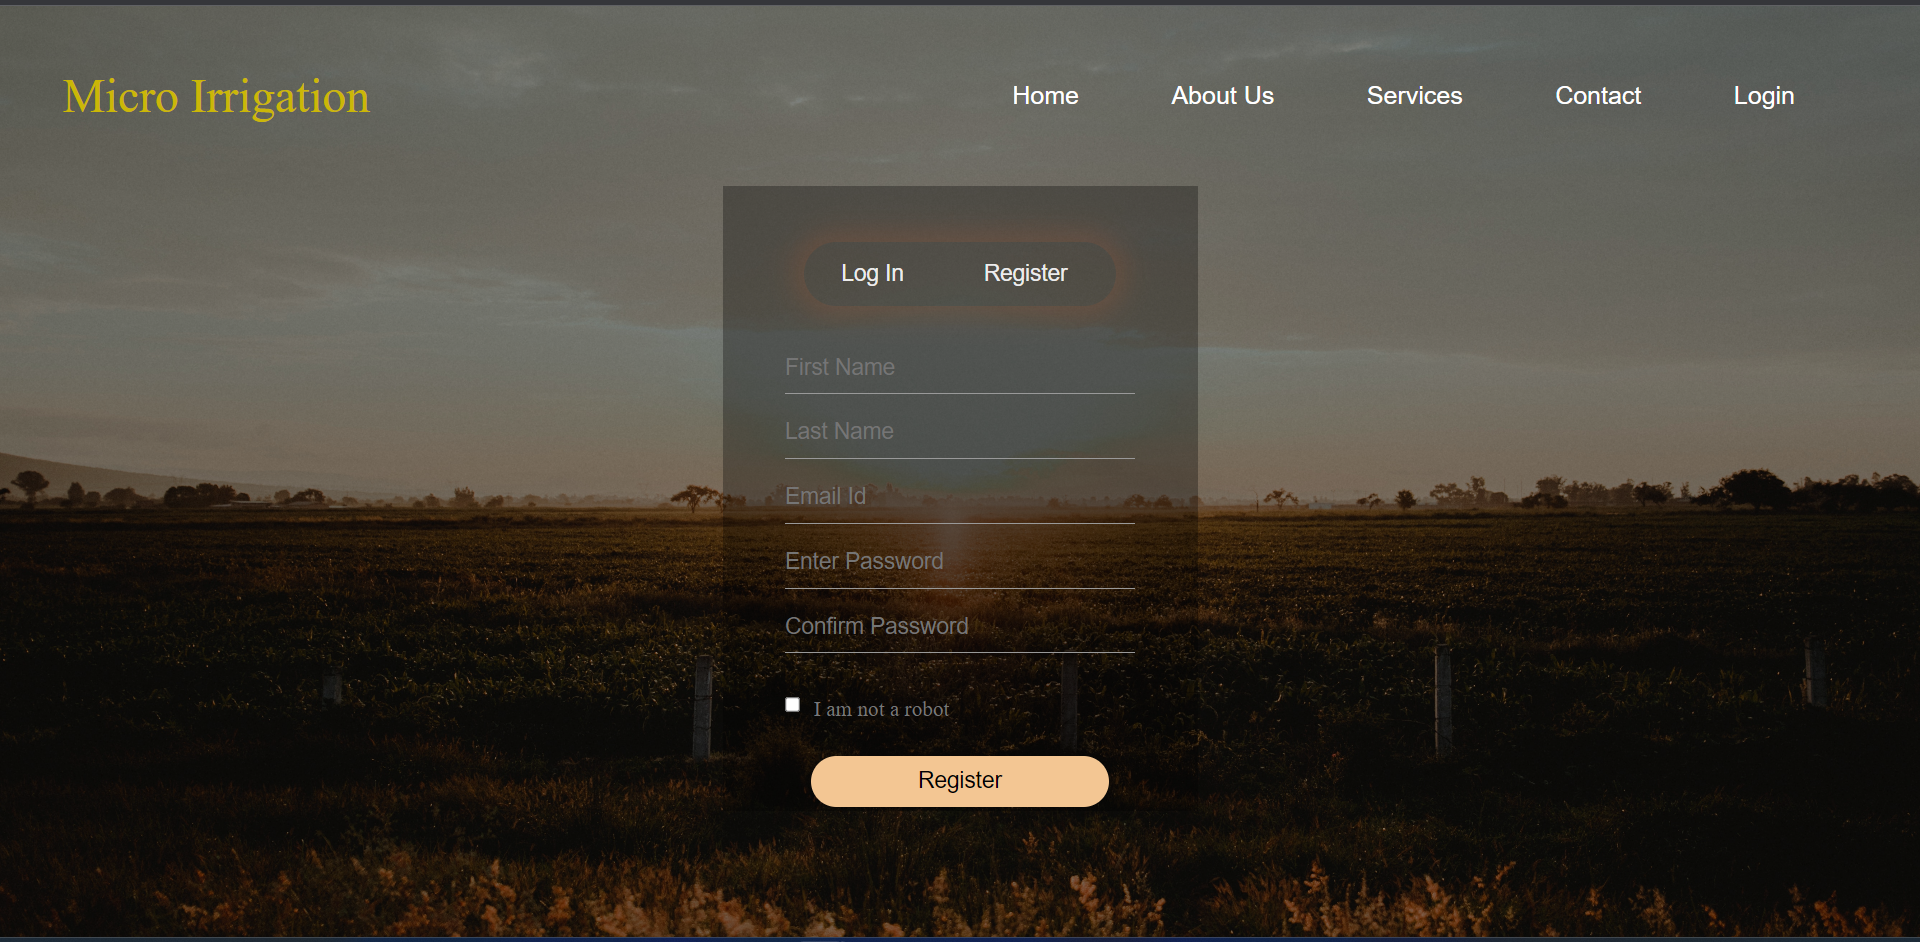 Micro Irrigation
Home About Us Services Contact Login
Log In Register
First Name
Last Name
Email Id
Enter Password
Confirm Password
I am not a robot
Register